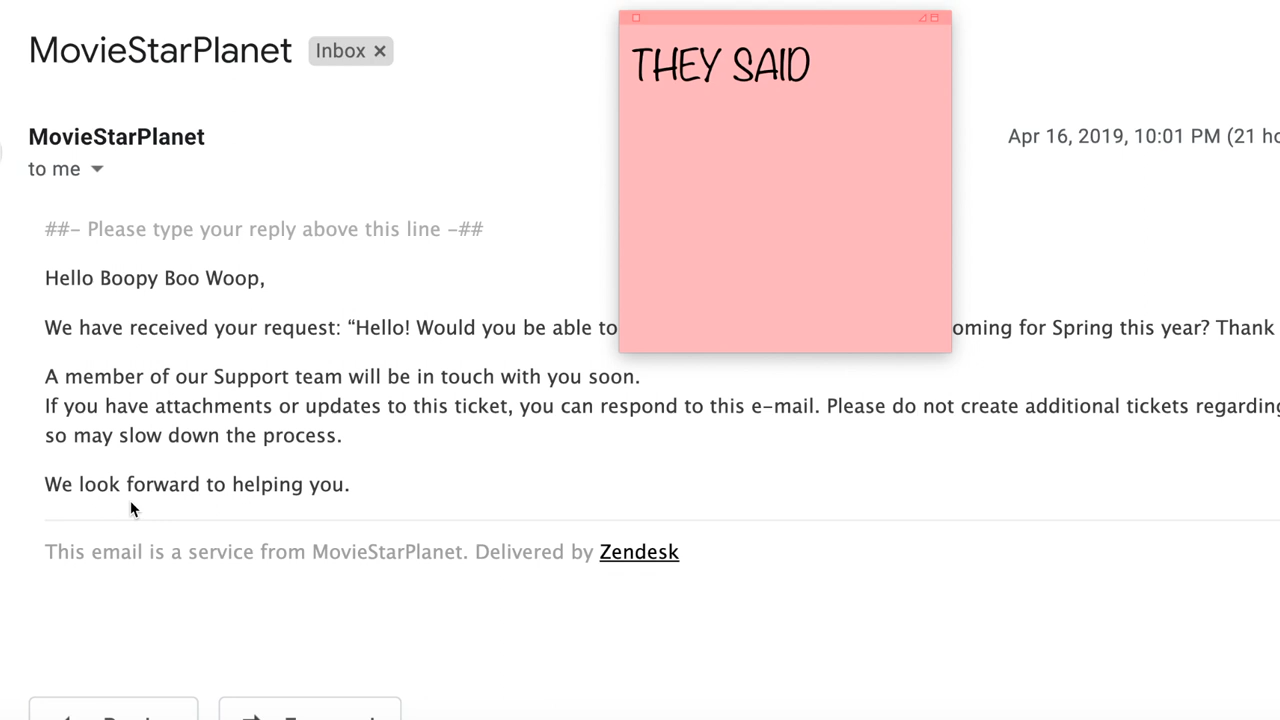 MovieStarPlanet Inbox ×
THEY SAID
MovieStarPlanet
Apr 16, 2019, 10:01 PM (21
to me
##- Please type your reply above this line -##
Hello Boopy Boo Woop,
We have received your request: “Hello! Would you be able to for Spring this year? Thank
A member of our Support team will be in touch with you soon.
If you have attachments or updates to this ticket, you can respond to this e-mail. Please do not create additional tickets
so may slow down the process.
We look forward to helping you.
This email is a service from MovieStarPlanet. Delivered by Zendesk